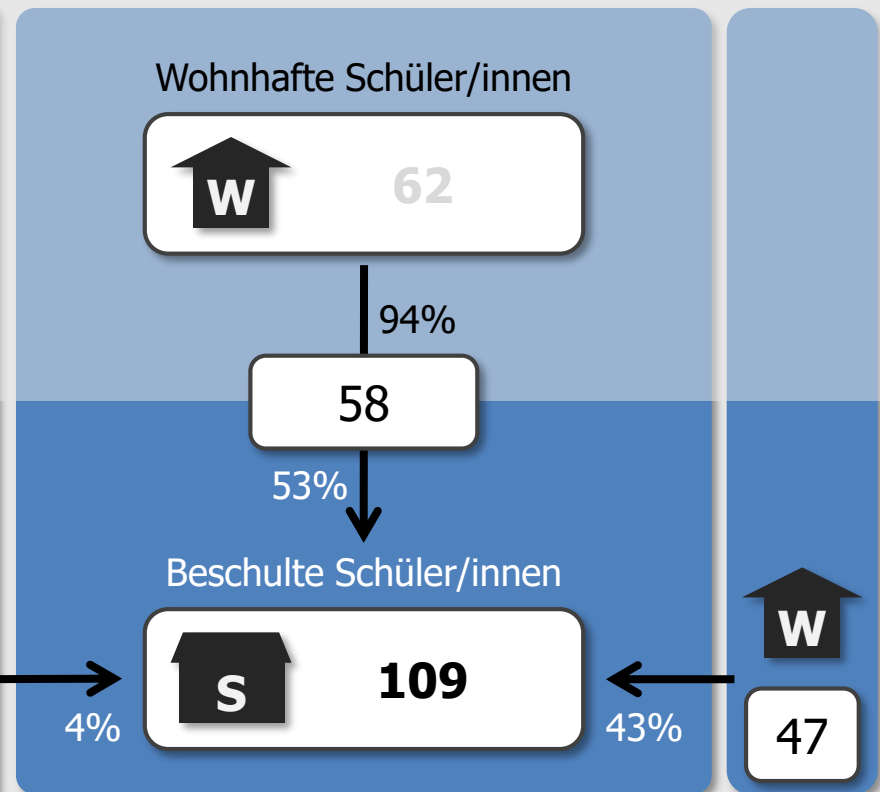 Wohnhafte Schüler/innen
W
62
94%
58
53%
Beschulte Schüler/innen
S
109
4%
43%
W
47